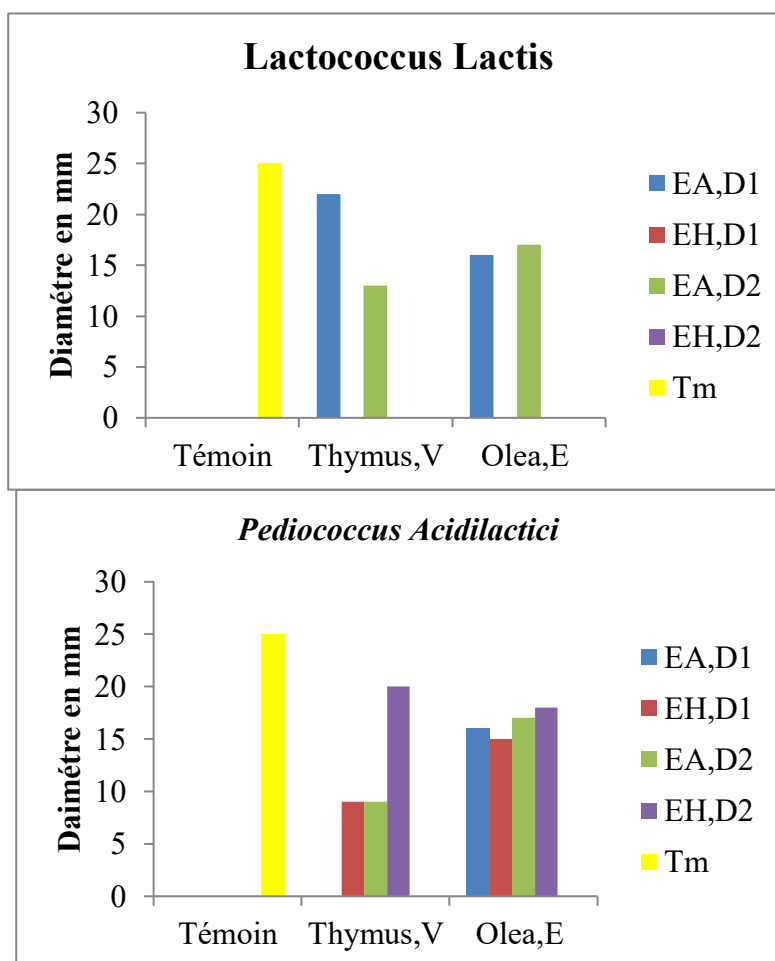 Lactococcus Lactis
Diamétre en mm
30
25
20
15
10
5
0
Témoin Thymus,V Olea,E
EA,D1
EH,D1
EA,D2
EH,D2
Tm
Pediococcus Acidilactici
Daimétre en mm
30
25
20
15
10
5
0
Témoin Thymus,V Olea,E
EA,D1
EH,D1
EA,D2
EH,D2
Tm